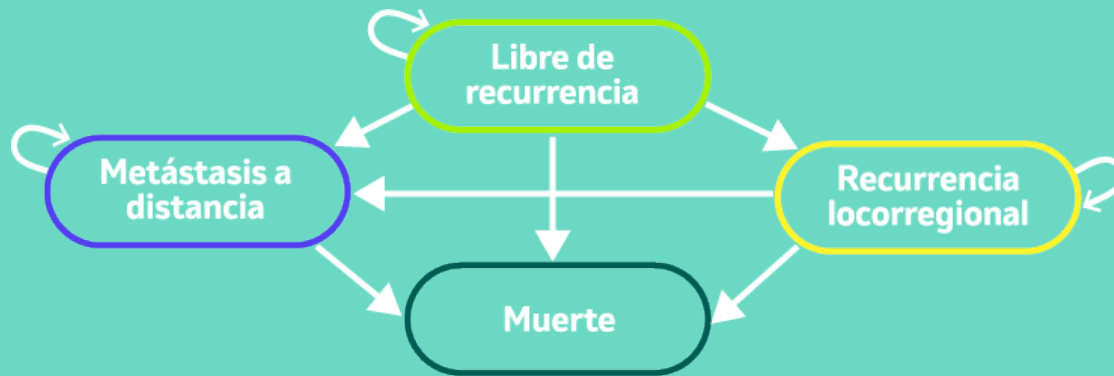 Libre de
recurrencia
Metástasis a
distancia
Recurrencia
locorregional
Muerte